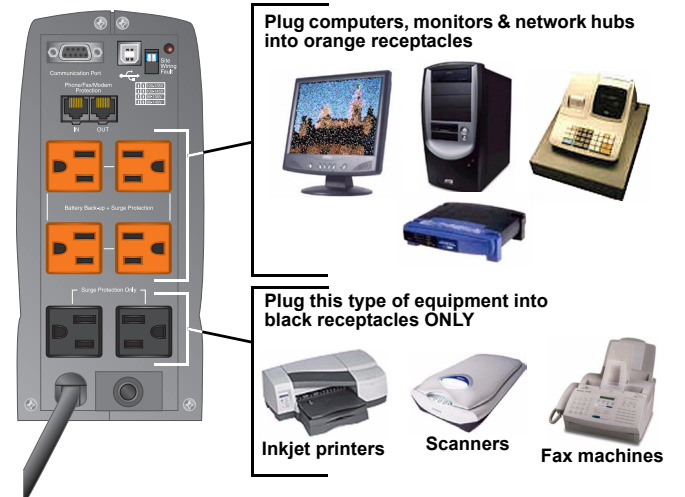 Plug computers, monitors & network hubs
into orange receptacles
Communication Port
Site
Wiring
Fault
Phone/Fax/Modem
Protection
IN
OUT
Battery Back-up + Surge Protection
Surge Protection Only
Plug this type of equipment into
black receptacles ONLY
Inkjet printers
Scanners
Fax machines